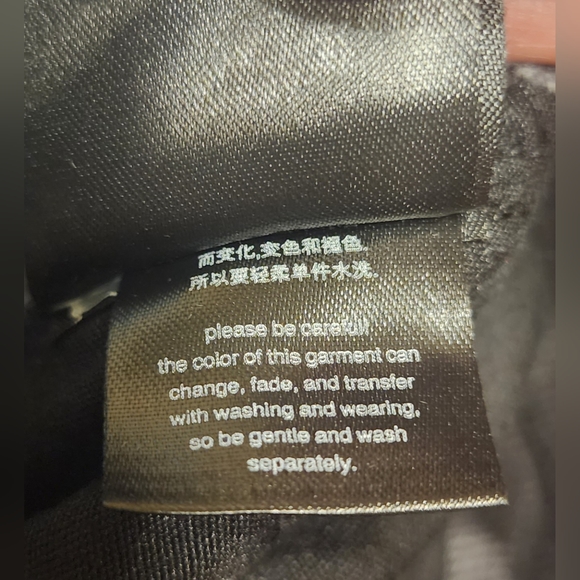 而变化,变色和褪色,
所以要轻柔单件水洗.
please be careful!
the color of this garment can
change, fade, and transfer
with washing and wearing,
so be gentle and wash
separately.